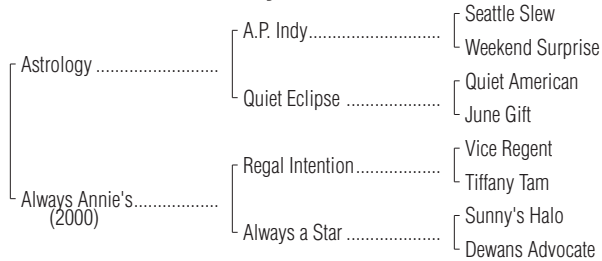 Seattle Slew
A.P. Indy..............................
Weekend Surprise
Astrology ............................
Quiet American
Quiet Eclipse .....................
June Gift
Vice Regent
Regal Intention...................
Tiffany Tam
Always Annie's...................
(2000)
Sunny's Halo
Always a Star .....................
Dewans Advocate